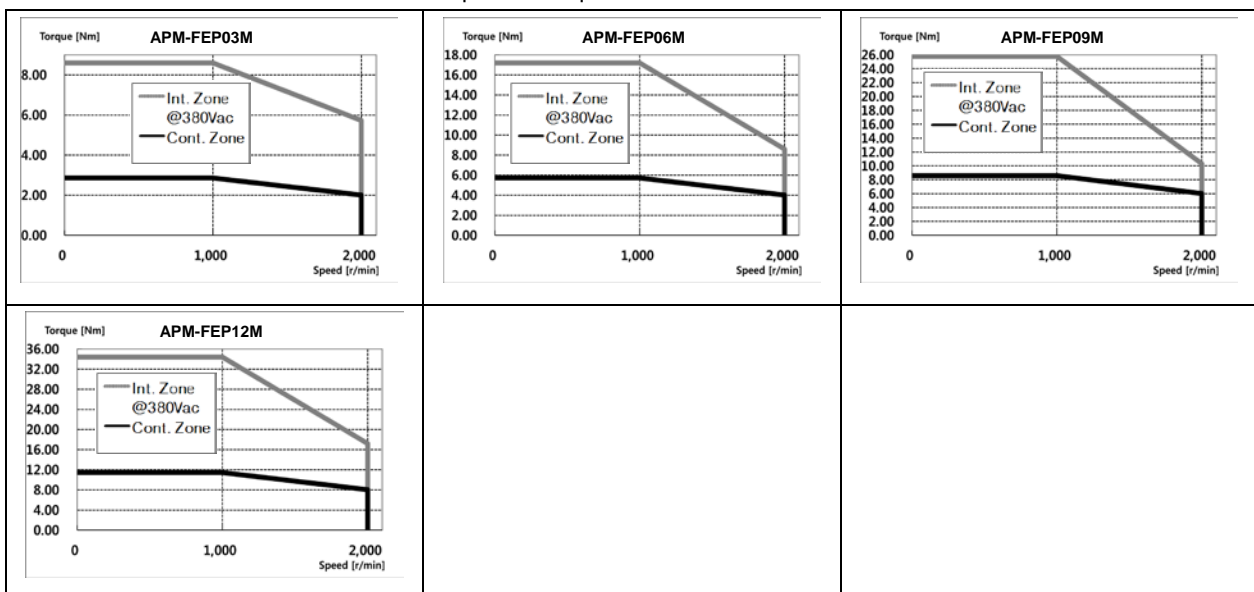 Torque [Nm] APM-FEP03M
8.00
6.00
4.00
2.00
0.00
Int. Zone
@380Vac
Cont. Zone
0 1,000 2,000
Speed [r/min]
Torque [Nm] APM-FEP06M
18.00
16.00
14.00
12.00
10.00
8.00
6.00
4.00
2.00
0.00
Int. Zone
@380Vac
Cont. Zone
0 1,000 2,000
Speed [r/min]
Torque [Nm] APM-FEP09M
26.00
24.00
22.00
20.00
18.00
16.00
14.00
12.00
10.00
8.00
6.00
4.00
2.00
0.00
Int. Zone
@380Vac
Cont. Zone
0 1,000 2,000
Speed [r/min]
Torque [Nm] APM-FEP12M
36.00
32.00
28.00
24.00
20.00
16.00
12.00
8.00
4.00
0.00
Int. Zone
@380Vac
Cont. Zone
0 1,000 2,000
Speed [r/min]